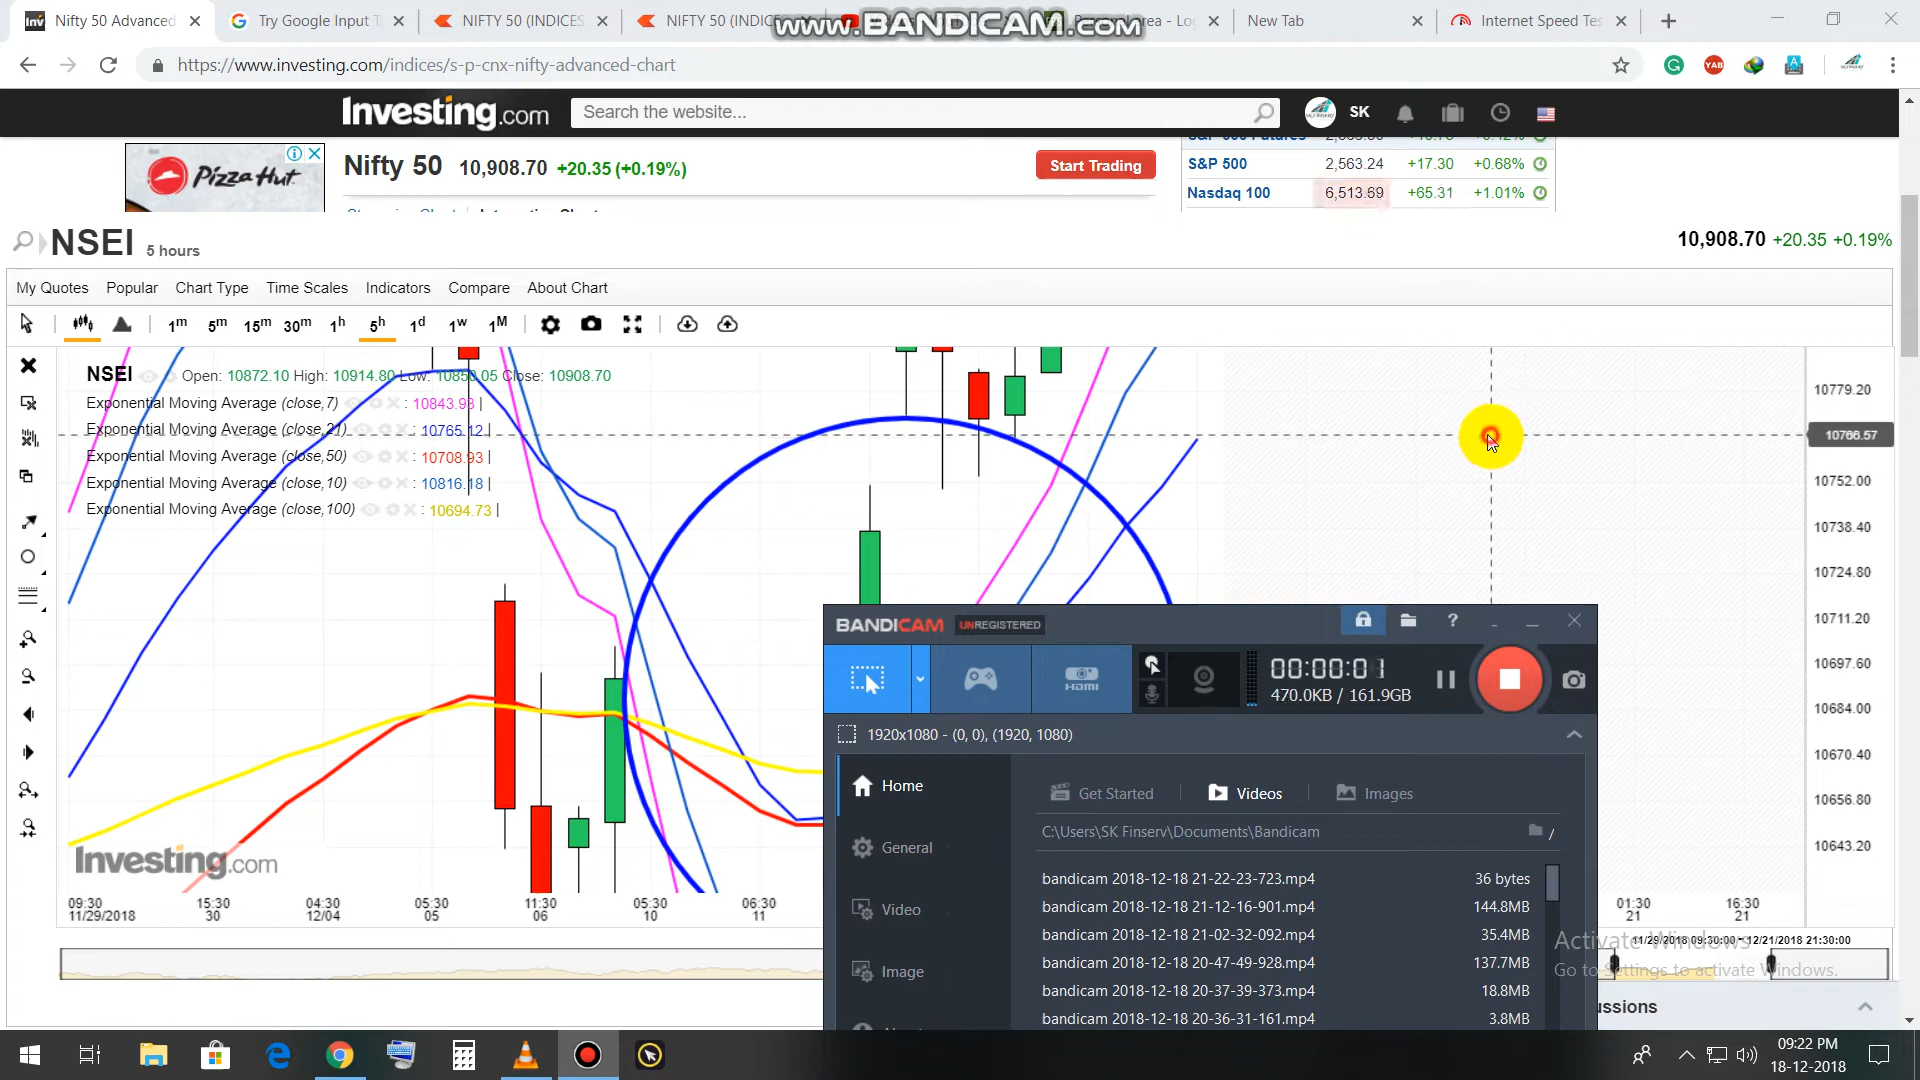 Nifty 50 Advanced
Try Google Input T
NIFTY 50 (INDICES
NIFTY 50 (INDIC
New Tab
Internet Speed Tes
www.BANDICAM.com
https://www.investing.com/indices/s-p-cnx-nifty-advanced-chart
Investing.com
Search the website...
SK
Pizza Hut
Nifty 50 10,908.70 +20.35 (+0.19%)
Start Trading
S&P 500 2,563.24 +17.30 +0.68%
Nasdaq 100 6,513.69 +65.31 +1.01%
NSEI 5 hours
10,908.70 +20.35 +0.19%
My Quotes Popular Chart Type Time Scales Indicators Compare About Chart
1m 5m 15m 30m 1h 5h 1d 1w 1M
NSEI Open: 10872.10 High: 10914.80 Low: 10850.05 Close: 10908.70
Exponential Moving Average (close,7) : 10843.93 |
Exponential Moving Average (close,21) : 10765.12 |
Exponential Moving Average (close,50) : 10708.93 |
Exponential Moving Average (close,10) : 10816.18 |
Exponential Moving Average (close,100) : 10694.73 |
10779.20
10766.57
10752.00
10738.40
10724.80
10711.20
10697.60
10684.00
10670.40
10656.80
10643.20
BANDICAM UNREGISTERED
?
HDMI
00:00:01
470.0KB / 161.9GB
1920x1080 - (0, 0), (1920, 1080)
Home
General
Video
Image
Get Started
Videos
Images
C:\Users\SK Finserv\Documents\Bandicam
/
bandicam 2018-12-18 21-22-23-723.mp4 36 bytes
bandicam 2018-12-18 21-12-16-901.mp4 144.8MB
bandicam 2018-12-18 21-02-32-092.mp4 35.4MB
bandicam 2018-12-18 20-47-49-928.mp4 137.7MB
bandicam 2018-12-18 20-37-39-373.mp4 18.8MB
bandicam 2018-12-18 20-36-31-161.mp4 3.8MB
Investing.com
09:30 15:30 04:30 05:30 11:30 05:30 06:30 01:30 16:30
11/29/2018 30 12/04 05 06 10 11 21 21
11/29/2018 09:30:00 ~ 12/21/2018 21:30:00
Activate Windows
Go to Settings to activate Windows.
ussions
09:22 PM
18-12-2018